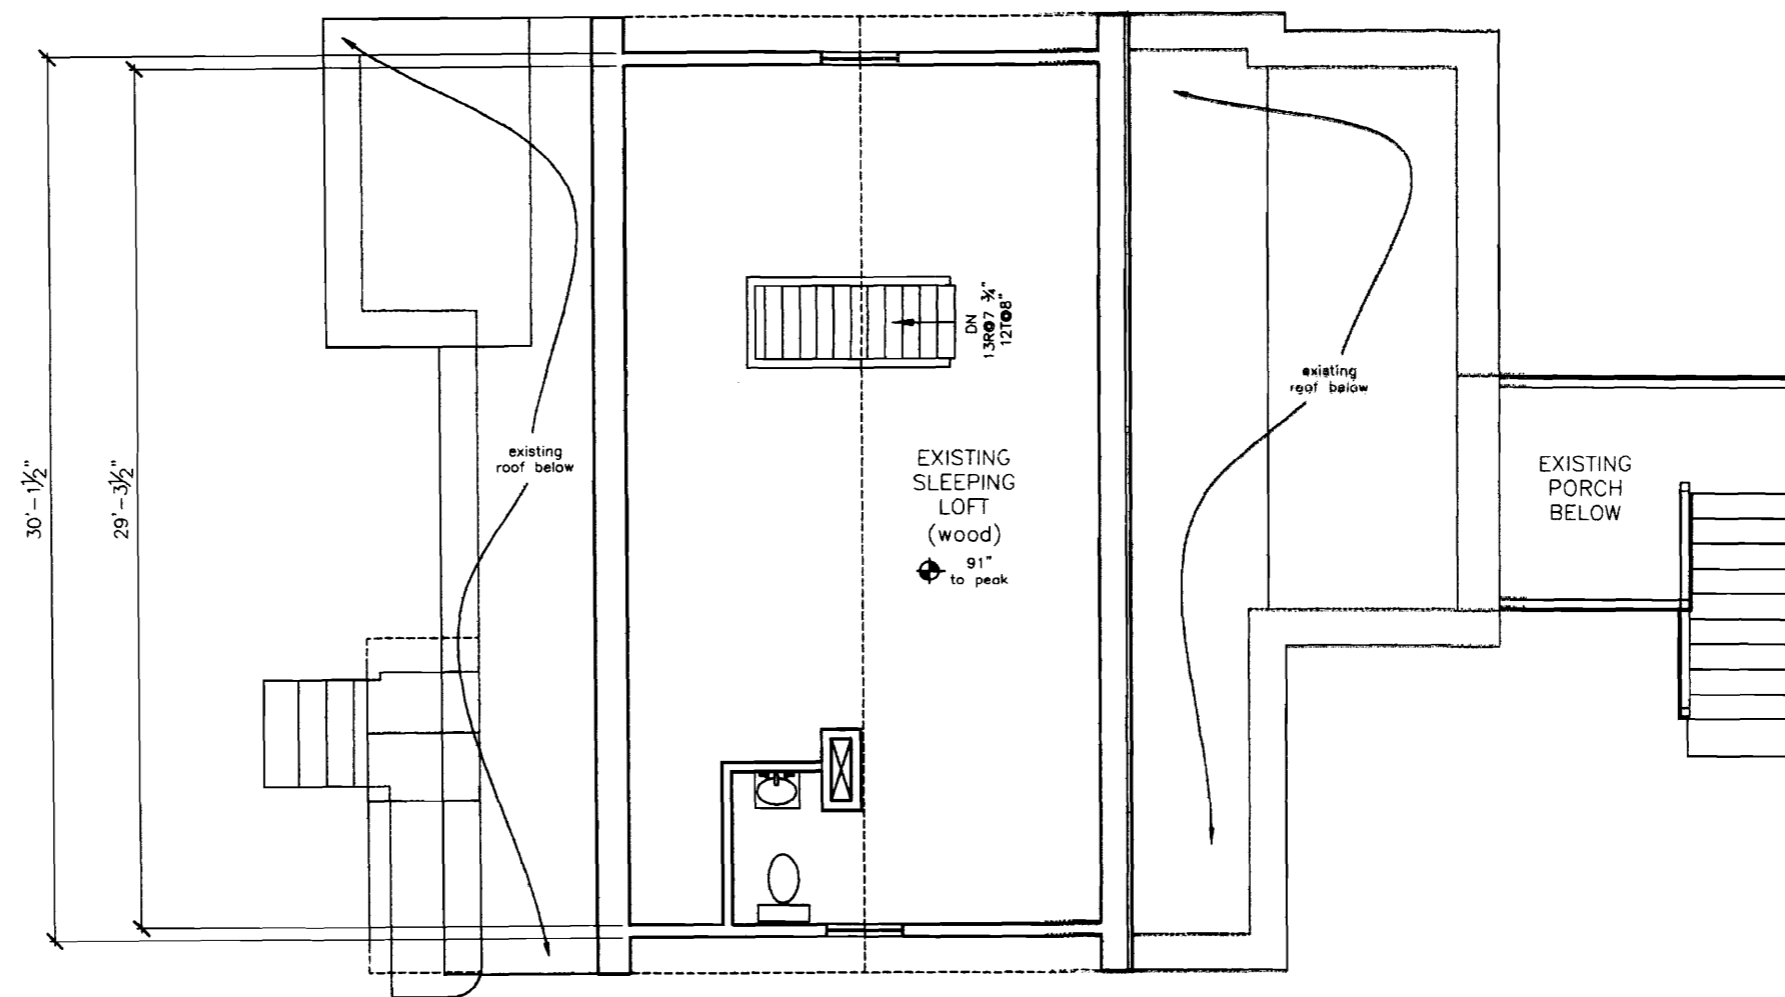 30'-1½"
29'-3½"
existing
roof below
DN
13R@7 ¾"
12T@8"
EXISTING
SLEEPING
LOFT
(wood)
91"
to peak
existing
roof below
EXISTING
PORCH
BELOW